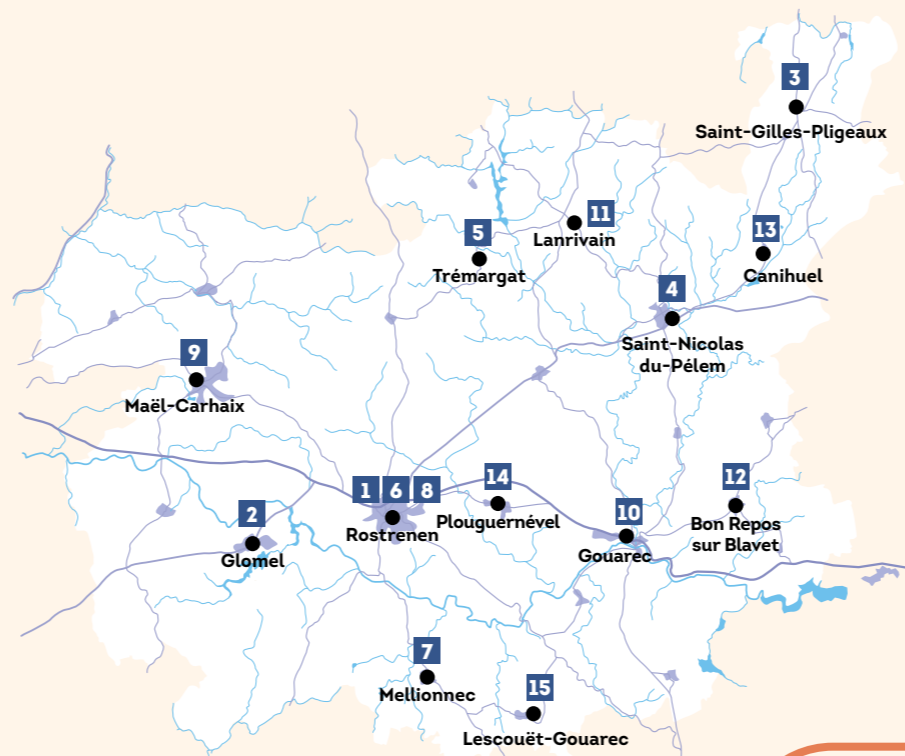 3
Saint-Gilles-Pligeaux
11
Lanrivain
5
Trémargat
13
Canihuel
4
Saint-Nicolas
du-Pélem
9
Maël-Carhaix
1 6 8
Rostrenen
14
Plouguernével
12
Bon Repos
sur Blavet
2
Glomel
10
Gouarec
7
Mellionnec
15
Lescouët-Gouarec